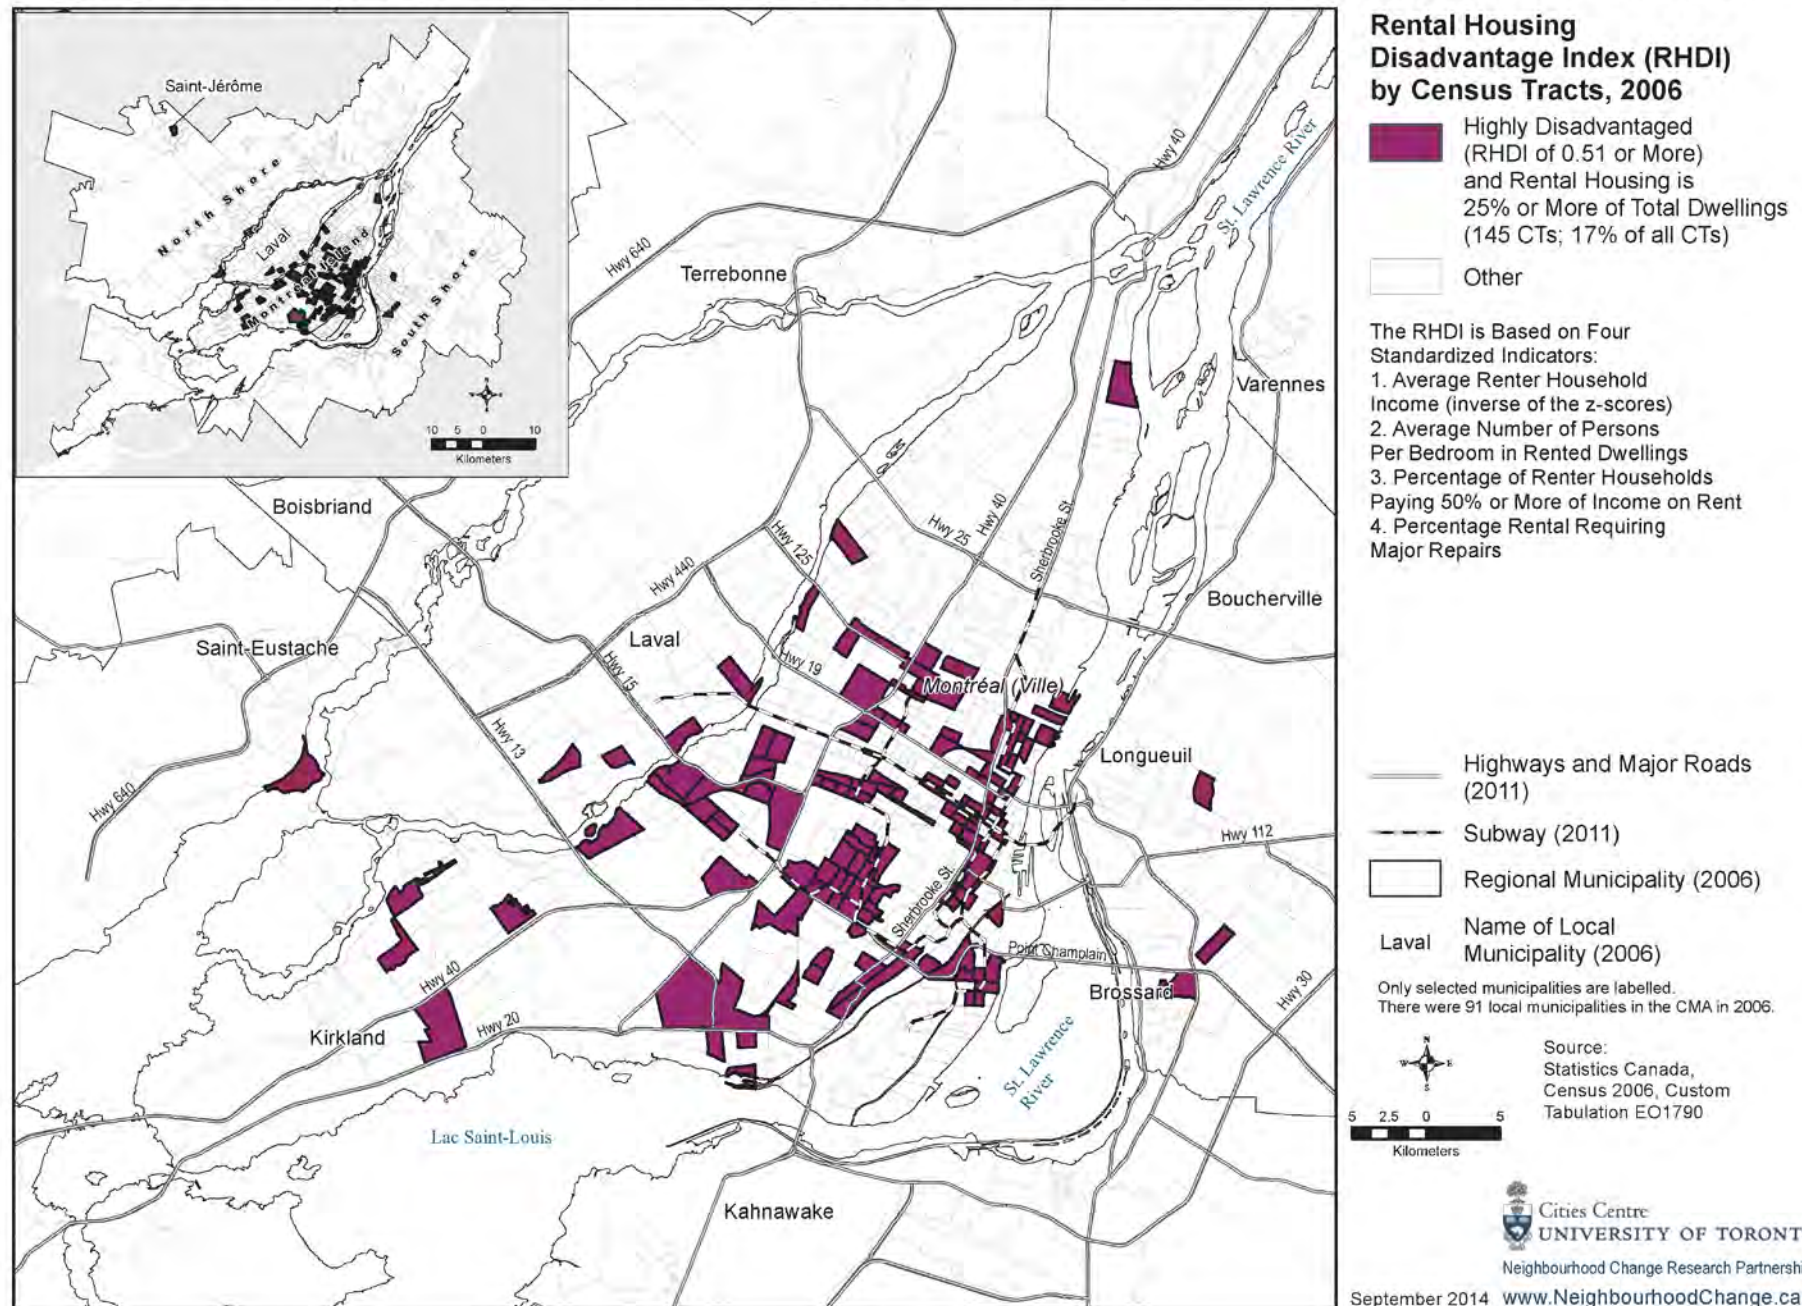 Saint-Jérôme
North Shore
Laval
Montréal Island
South Shore
N
10 5 0 10
Kilometers
Hwy 40
St. Lawrence River
Hwy 640
Terrebonne
Varennes
Boisbriand
Hwy 25
Hwy 40
Sherbrooke St.
Hwy 125
Hwy 440
Boucherville
Saint-Eustache
Laval
Hwy 19
Hwy 15
Montréal (Ville)
Hwy 13
Longueuil
Hwy 640
Hwy 112
Sherbrooke St.
Point Champlain
Hwy 40
Brossard
Hwy 30
Kirkland
Hwy 20
St. Lawrence
River
Lac Saint-Louis
Kahnawake
Rental Housing
Disadvantage Index (RHDI)
by Census Tracts, 2006
Highly Disadvantaged
(RHDI of 0.51 or More)
and Rental Housing is
25% or More of Total Dwellings
(145 CTs; 17% of all CTs)
Other
The RHDI is Based on Four
Standardized Indicators:
1. Average Renter Household
Income (inverse of the z-scores)
2. Average Number of Persons
Per Bedroom in Rented Dwellings
3. Percentage of Renter Households
Paying 50% or More of Income on Rent
4. Percentage Rental Requiring
Major Repairs
Highways and Major Roads
(2011)
Subway (2011)
Regional Municipality (2006)
Laval
Name of Local
Municipality (2006)
Only selected municipalities are labelled.
There were 91 local municipalities in the CMA in 2006.
N
W E
S
Source:
Statistics Canada,
Census 2006, Custom
Tabulation EO1790
5 2.5 0 5
Kilometers
Cities Centre
UNIVERSITY OF TORONT
Neighbourhood Change Research Partnershi
September 2014 www.NeighbourhoodChange.ca